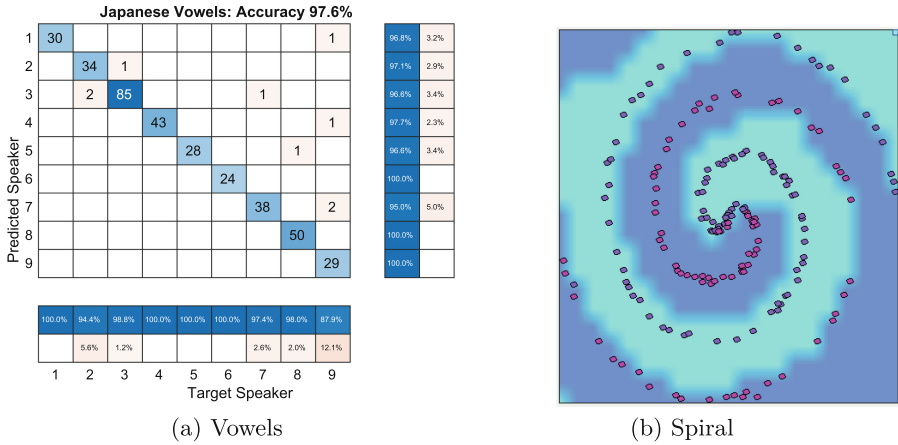 Japanese Vowels: Accuracy 97.6%
Predicted Speaker
1 30 1 96.8% 3.2%
2 34 1 97.1% 2.9%
3 2 85 1 96.6% 3.4%
4 43 1 97.7% 2.3%
5 28 1 96.6% 3.4%
6 24 100.0%
7 38 2 95.0% 5.0%
8 50 100.0%
9 29 100.0%
100.0% 94.4% 98.8% 100.0% 100.0% 100.0% 97.4% 98.0% 87.9%
5.6% 1.2% 2.6% 2.0% 12.1%
1 2 3 4 5 6 7 8 9
Target Speaker
(a) Vowels
(b) Spiral